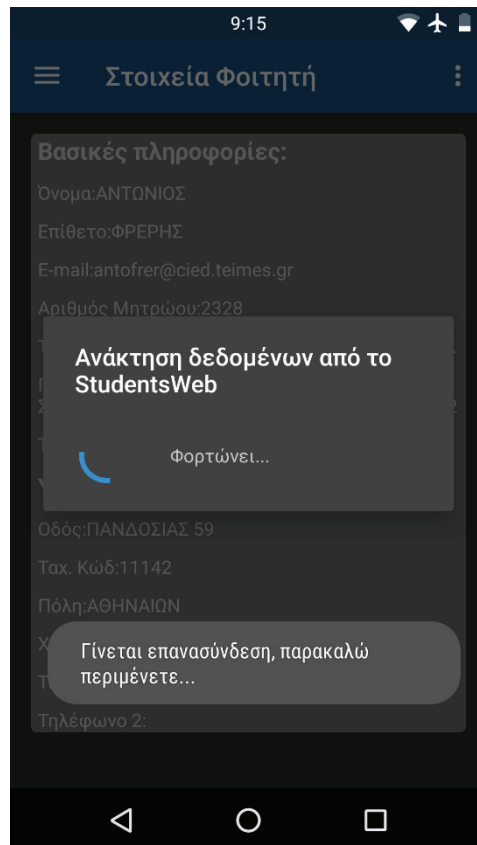 9:15
Στοιχεία Φοιτητή
Βασικές πληροφορίες:
Όνομα:ΑΝΤΩΝΙΟΣ
Επίθετο:ΦΡΕΡΗΣ
E-mail:antofrer@cied.teimes.gr
Αριθμός Μητρώου:2328
Ανάκτηση δεδομένων από το
StudentsWeb
Φορτώνει...
Οδός:ΠΑΝΔΟΣΙΑΣ 59
Ταχ. Κώδ:11142
Πόλη:ΑΘΗΝΑΙΩΝ
Γίνεται επανασύνδεση, παρακαλώ
περιμένετε...
Τηλέφωνο 2: